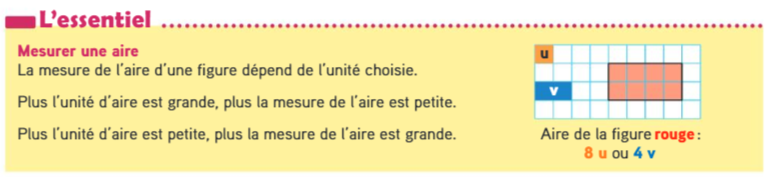 L'essentiel
Mesurer une aire
La mesure de l'aire d'une figure dépend de l'unité choisie.
Plus l'unité d'aire est grande, plus la mesure de l'aire est petite.
Plus l'unité d'aire est petite, plus la mesure de l'aire est grande.
u
v
Aire de la figure rouge :
8 u ou 4 v